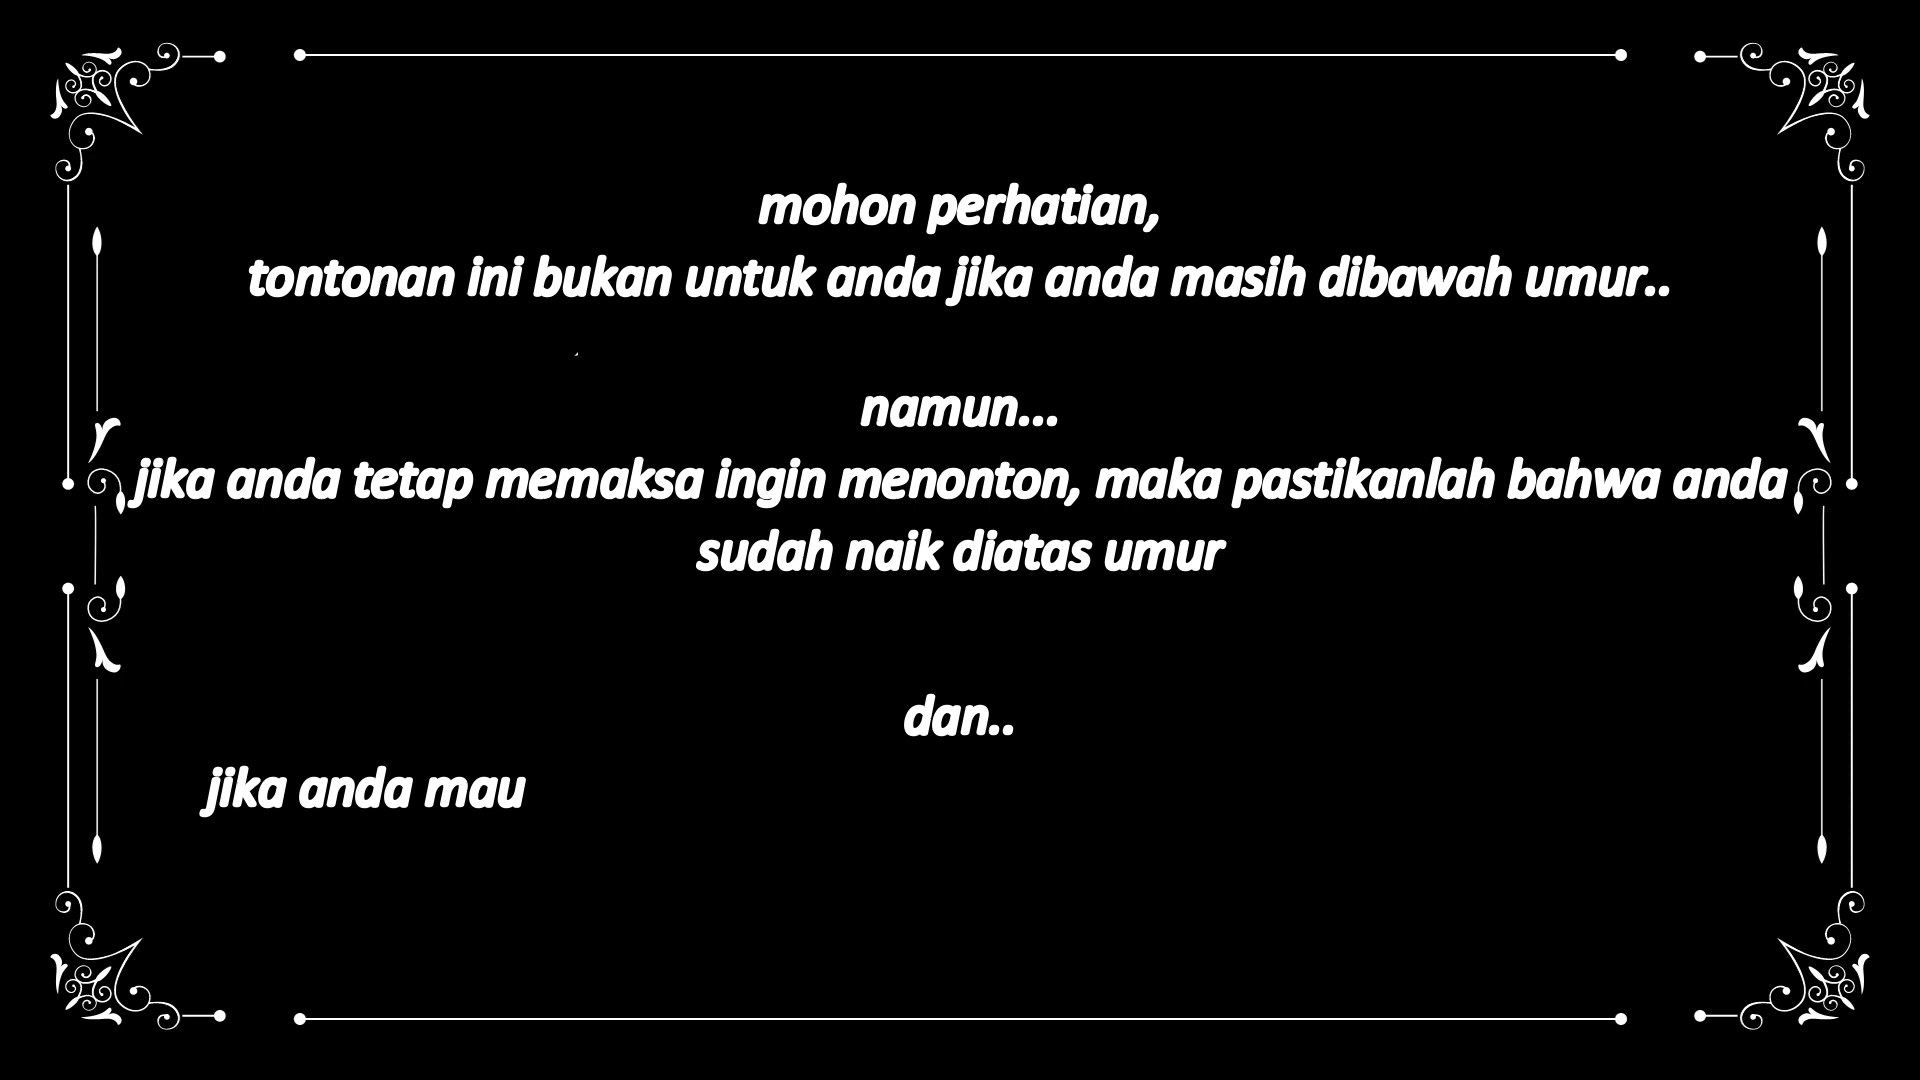 mohon perhatian,
tontonan ini bukan untuk anda jika anda masih dibawah umur..
namun...
jika anda tetap memaksa ingin menonton, maka pastikanlah bahwa anda
sudah naik diatas umur
dan..
jika anda mau